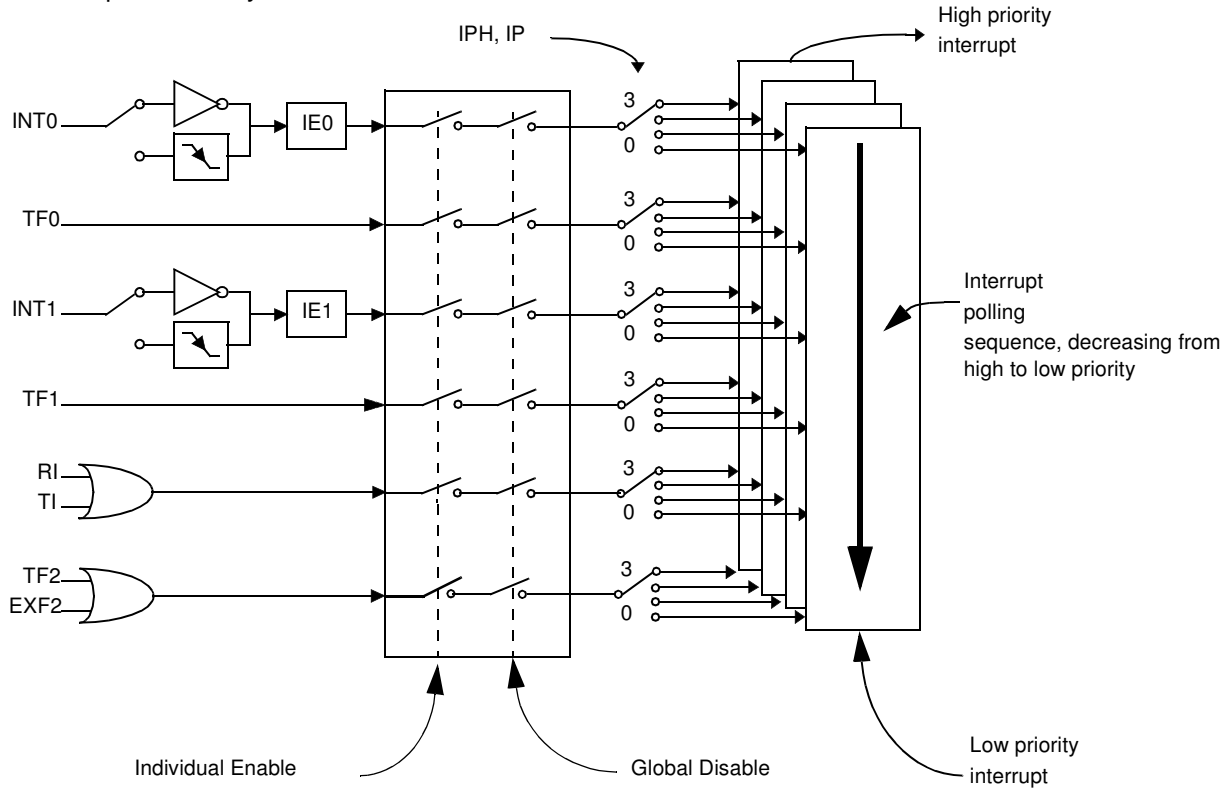 IPH, IP
High priority
interrupt
INT0
IE0
3
0
TF0
3
0
INT1
IE1
3
0
Interrupt
polling
sequence, decreasing from
high to low priority
TF1
3
0
RI
TI
3
0
TF2
EXF2
3
0
Individual Enable
Global Disable
Low priority
interrupt